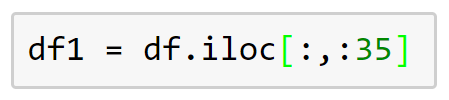 df1 = df.iloc[:,:35]